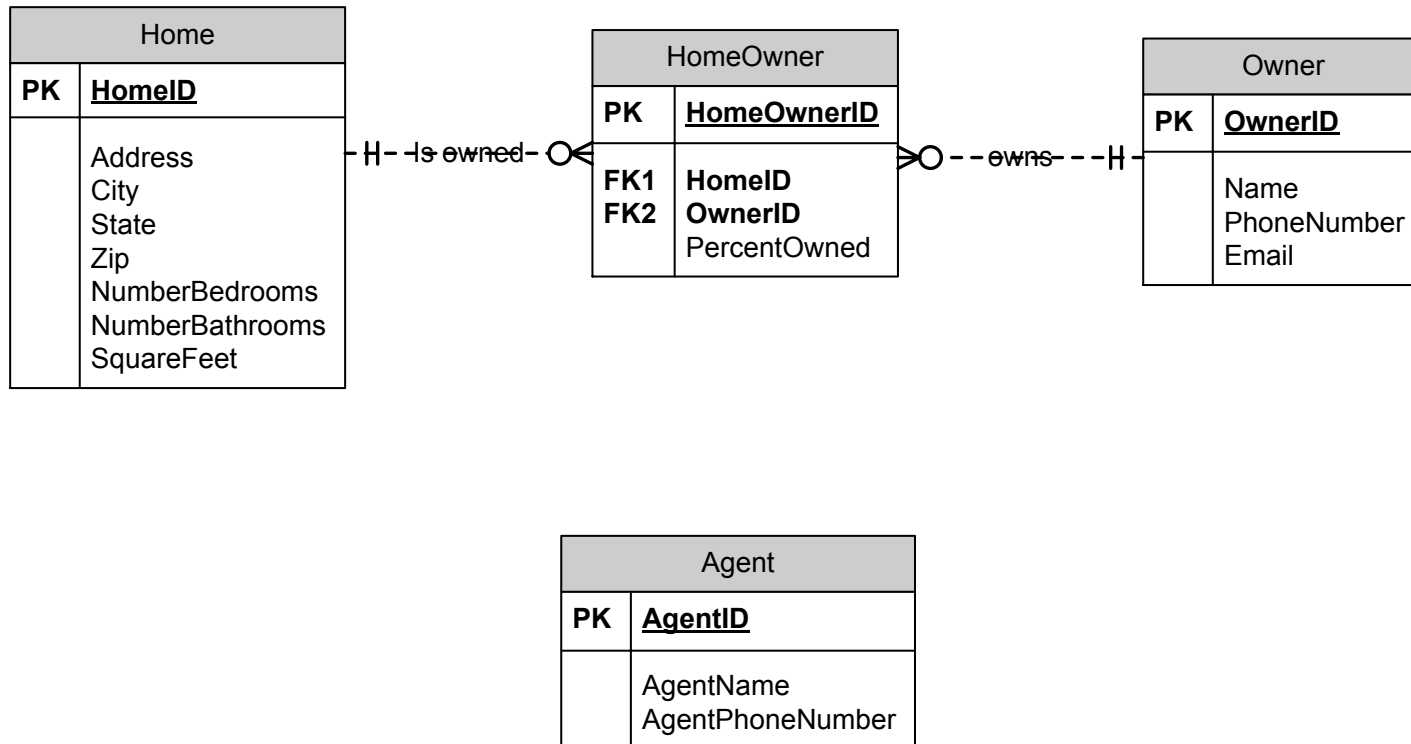 Home
PK HomeID
Address
City
State
Zip
NumberBedrooms
NumberBathrooms
SquareFeet
Is owned
HomeOwner
PK HomeOwnerID
FK1 HomeID
FK2 OwnerID
PercentOwned
owns
Owner
PK OwnerID
Name
PhoneNumber
Email
Agent
PK AgentID
AgentName
AgentPhoneNumber